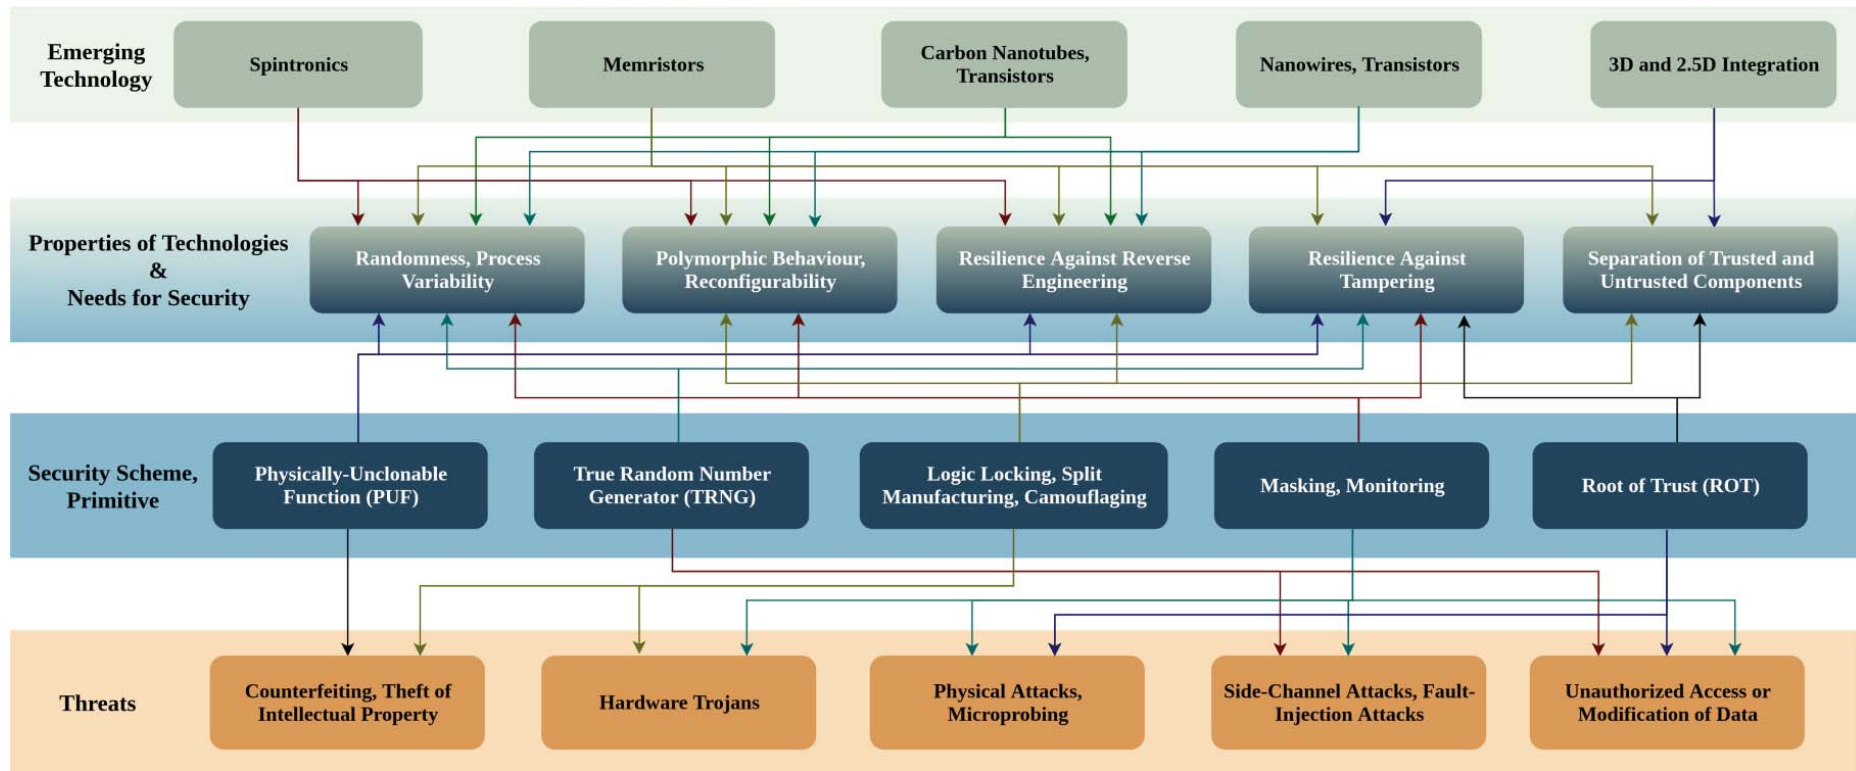 Emerging
Technology
Spintronics
Memristors
Carbon Nanotubes,
Transistors
Nanowires, Transistors
3D and 2.5D Integration
Properties of Technologies
&
Needs for Security
Randomness, Process
Variability
Polymorphic Behaviour,
Reconfigurability
Resilience Against Reverse
Engineering
Resilience Against
Tampering
Separation of Trusted and
Untrusted Components
Security Scheme,
Primitive
Physically-Unclonable
Function (PUF)
True Random Number
Generator (TRNG)
Logic Locking, Split
Manufacturing, Camouflaging
Masking, Monitoring
Root of Trust (ROT)
Threats
Counterfeiting, Theft of
Intellectual Property
Hardware Trojans
Physical Attacks,
Microprobing
Side-Channel Attacks, Fault-
Injection Attacks
Unauthorized Access or
Modification of Data